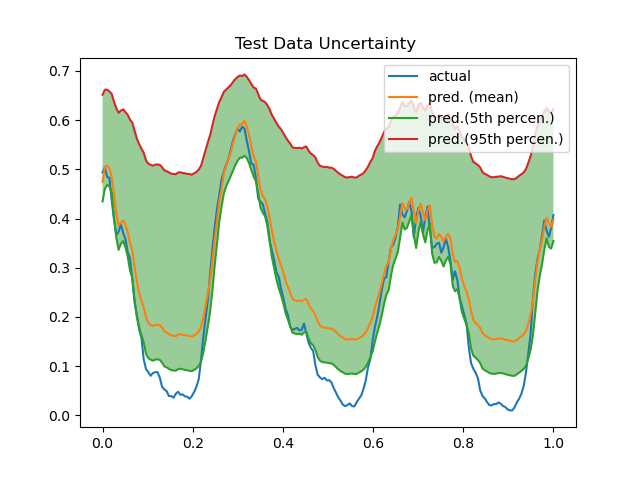 Test Data Uncertainty
0.7
0.6
0.5
0.4
0.3
0.2
0.1
0.0
actual
pred. (mean)
pred.(5th percen.)
pred.(95th percen.)
0.0 0.2 0.4 0.6 0.8 1.0